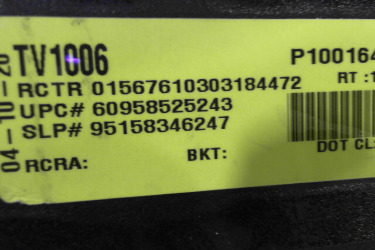 TV1006
P100164
RCTR 01567610303184472
RT :1
UPC# 60958525243
SLP# 95158346247
DOT CL
RCRA:
BKT:
04-10-20